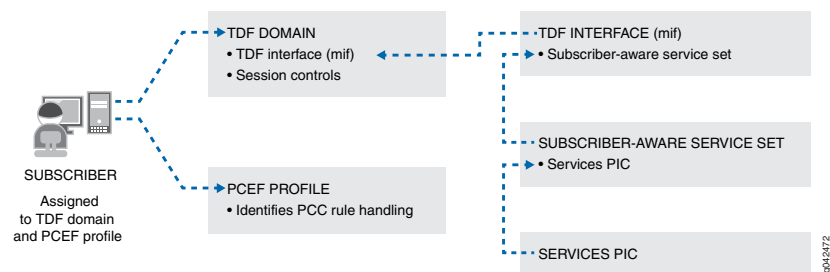 SUBSCRIBER
Assigned
to TDF domain
and PCEF profile
TDF DOMAIN
• TDF interface (mif)
• Session controls
PCEF PROFILE
• Identifies PCC rule handling
TDF INTERFACE (mif)
• Subscriber-aware service set
SUBSCRIBER-AWARE SERVICE SET
• Services PIC
SERVICES PIC
g042472